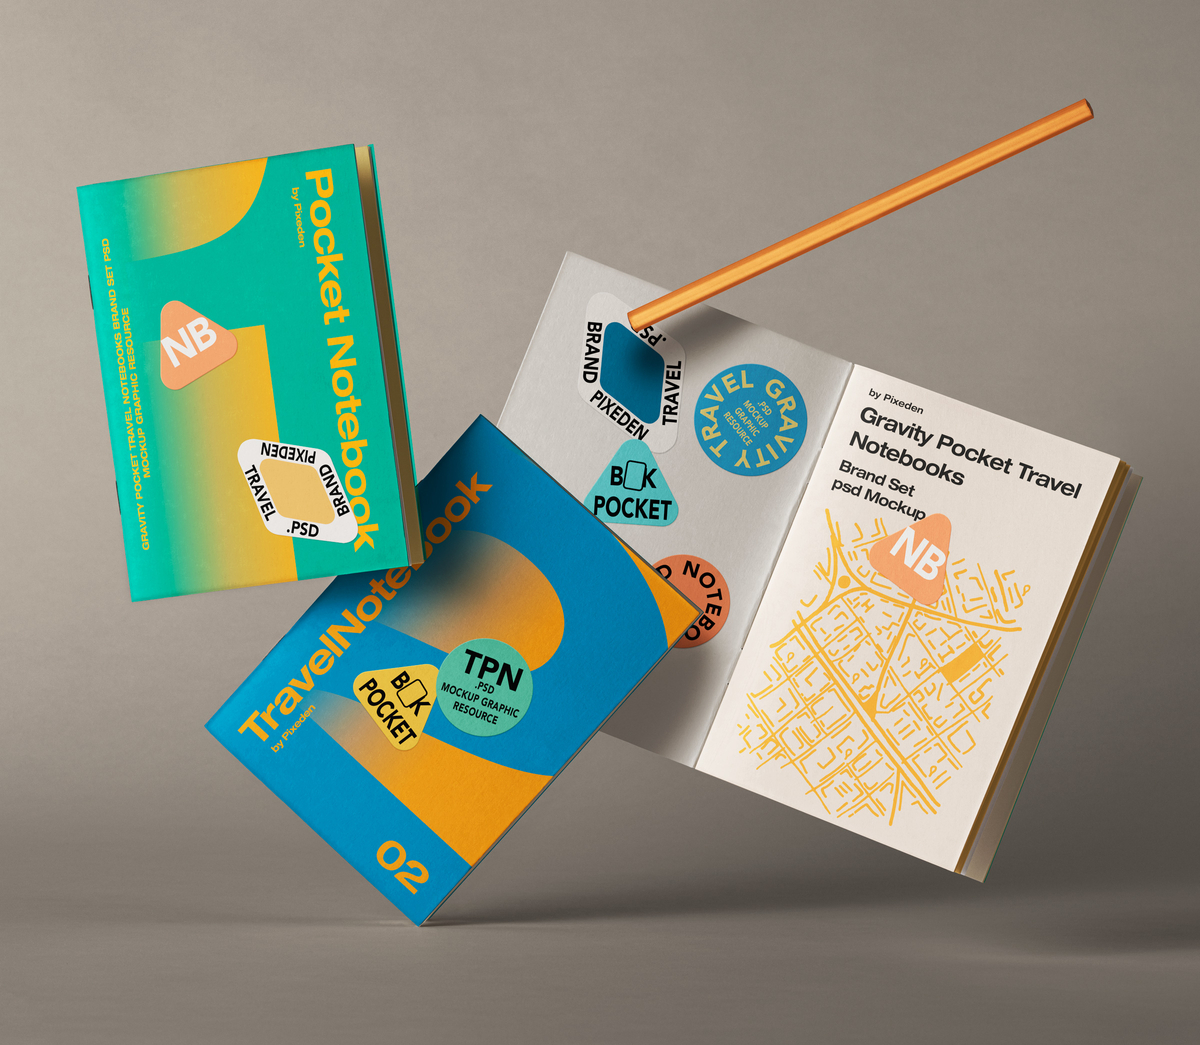 Pocket Notebook
by Pixeden
GRAVITY POCKET TRAVEL NOTEBOOKS BRAND SET PSD
MOCKUP GRAPHIC RESOURCE
NB
PIXEDEN
BRAND
.PSD
TRAVEL
TravelNotebook
by Pixeden
B▢K
POCKET
TPN
.PSD
MOCKUP GRAPHIC
RESOURCE
02
BRAND
PIXEDEN
TRAVEL
.PS
TRAVEL GRAVITY
.PSD
MOCKUP
GRAPHIC
RESOURCE
B▢K
POCKET
NOTEBO
by Pixeden
Gravity Pocket Travel
Notebooks
Brand Set
psd Mockup
NB